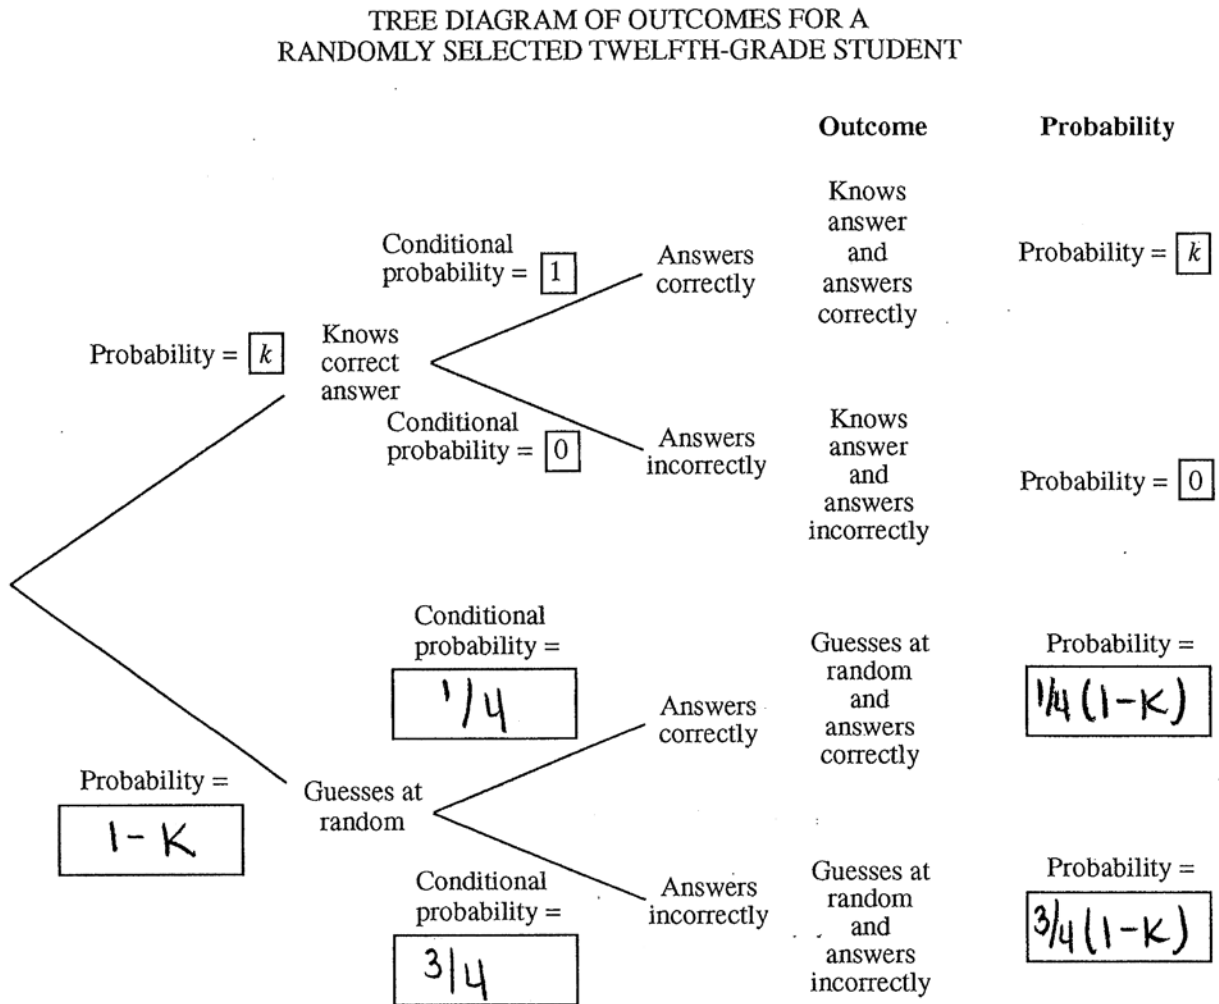 TREE DIAGRAM OF OUTCOMES FOR A
RANDOMLY SELECTED TWELFTH-GRADE STUDENT
Outcome
Probability
Probability = k
Knows
correct
answer
Conditional
probability = 1
Answers
correctly
Knows
answer
and
answers
correctly
Probability = k
Conditional
probability = 0
Answers
incorrectly
Knows
answer
and
answers
incorrectly
Probability = 0
Probability =
1-K
Guesses at
random
Conditional
probability =
1/4
Answers
correctly
Guesses at
random
and
answers
correctly
Probability =
1/4 (1-K)
Conditional
probability =
3/4
Answers
incorrectly
Guesses at
random
and
answers
incorrectly
Probability =
3/4 (1-K)